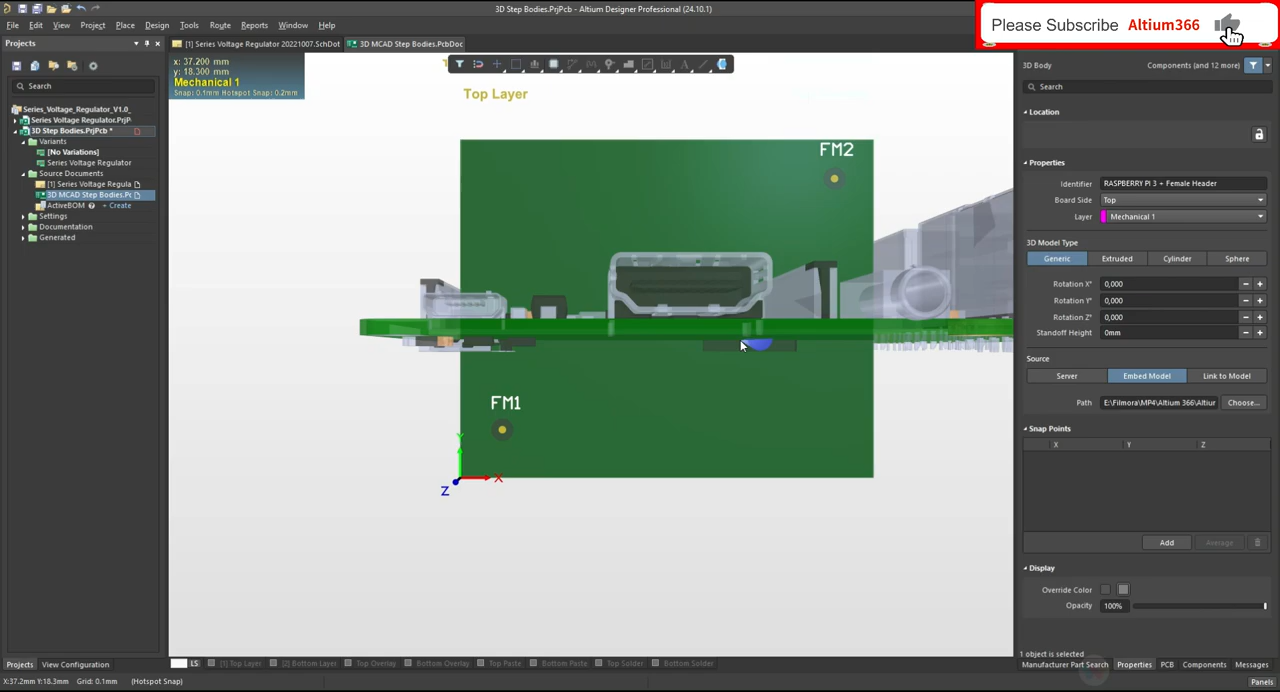 3D Step Bodies.PrjPcb - Altium Designer Professional (24.10.1)
Please Subscribe Altium366
File Edit View Project Place Design Tools Route Reports Window Help
Projects
[1] Series Voltage Regulator 20221007.SchDot
3D MCAD Step Bodies.PcbDoc
x: 37.200 mm
y: 18.300 mm
Mechanical 1
Snap: 0.1mm Hotspot Snap: 0.2mm
Search
Series_Voltage_Regulator_V1.0_
Series Voltage Regulator.PrjP
3D Step Bodies.PrjPcb *
Variants
[No Variations]
Series Voltage Regulator
Source Documents
[1] Series Voltage Regula
3D MCAD Step Bodies.Pc
ActiveBOM + Create
Settings
Documentation
Generated
Top Layer
FM2
FM1
Y
X
Z
3D Body
Components (and 12 more)
Search
Location
Properties
Identifier RASPBERRY Pi 3 + Female Header
Board Side Top
Layer Mechanical 1
3D Model Type
Generic Extruded Cylinder Sphere
Rotation X° 0,000
Rotation Y° 0,000
Rotation Z° 0,000
Standoff Height 0mm
Source
Server Embed Model Link to Model
Path E:\Filmora\MP4\Altium 366\Altiur Choose...
Snap Points
X Y Z
Add Average
Display
Override Color
Opacity 100%
1 object is selected
Projects View Configuration
LS [1] Top Layer [2] Bottom Layer Top Overlay Bottom Overlay Top Paste Bottom Paste Top Solder Bottom Solder
Manufacturer Part Search Properties PCB Components Messages
X:37.2mm Y:18.3mm Grid: 0.1mm (Hotspot Snap)
Panels